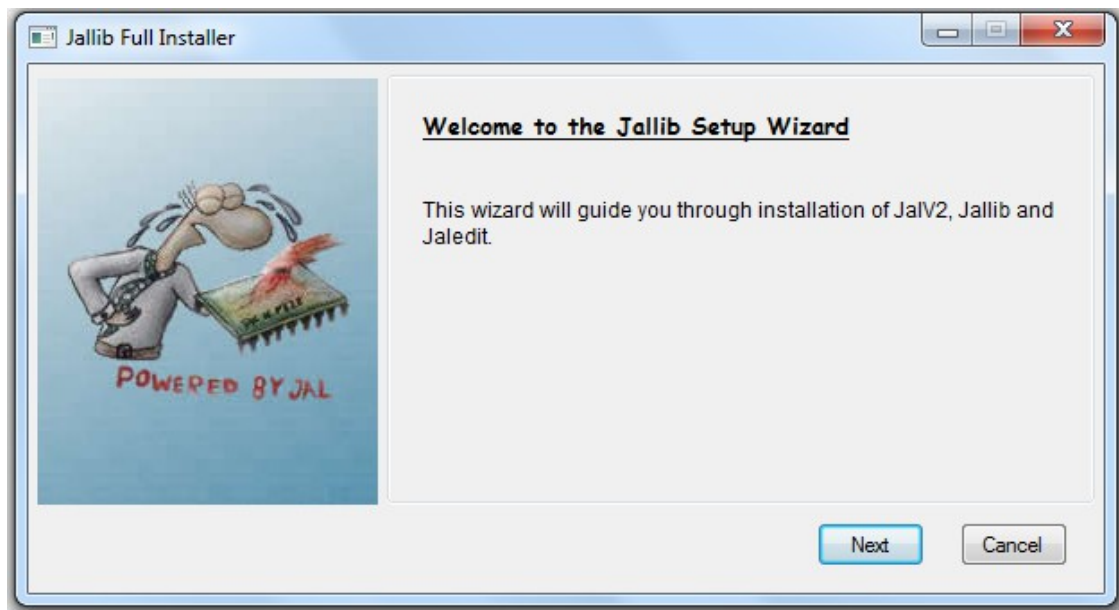 Jallib Full Installer
Welcome to the Jallib Setup Wizard
This wizard will guide you through installation of JalV2, Jallib and
Jaledit.
POWERED BY JAL
Next
Cancel